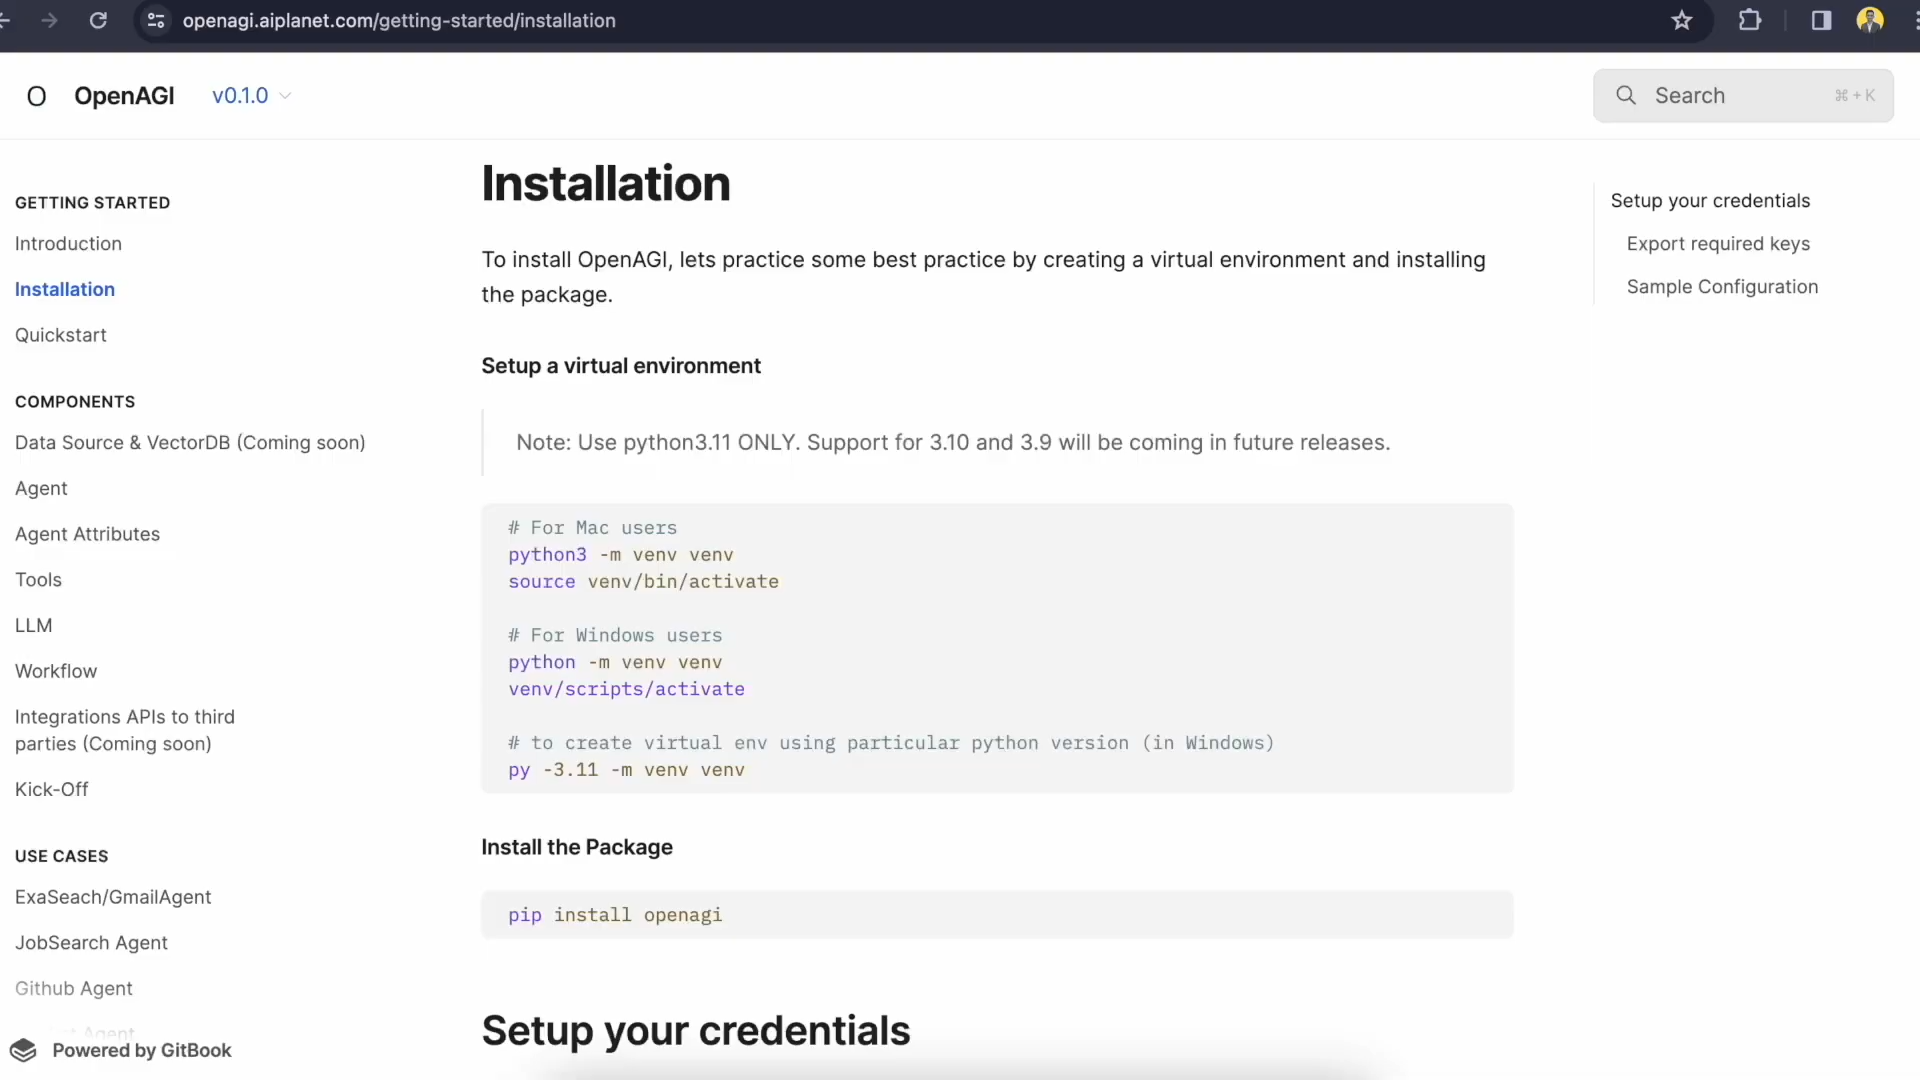 openagi.aiplanet.com/getting-started/installation
O OpenAGI v0.1.0
Search ⌘ + K
GETTING STARTED
Introduction
Installation
Quickstart
COMPONENTS
Data Source & VectorDB (Coming soon)
Agent
Agent Attributes
Tools
LLM
Workflow
Integrations APIs to third
parties (Coming soon)
Kick-Off
USE CASES
ExaSeach/GmailAgent
JobSearch Agent
Github Agent
Agent
Powered by GitBook
Installation
To install OpenAGI, lets practice some best practice by creating a virtual environment and installing
the package.
Setup a virtual environment
Note: Use python3.11 ONLY. Support for 3.10 and 3.9 will be coming in future releases.
# For Mac users
python3 -m venv venv
source venv/bin/activate
# For Windows users
python -m venv venv
venv/scripts/activate
# to create virtual env using particular python version (in Windows)
py -3.11 -m venv venv
Install the Package
pip install openagi
Setup your credentials
Setup your credentials
Export required keys
Sample Configuration